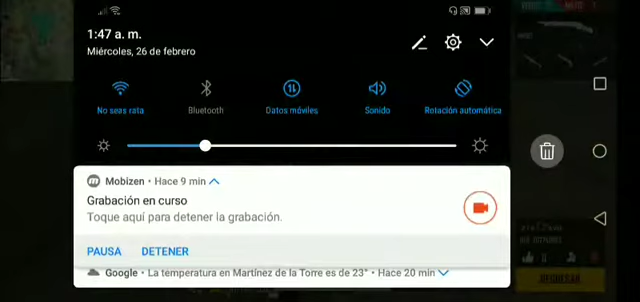 1:47 a. m.
Miércoles, 26 de febrero
No seas rata
Bluetooth
Datos móviles
Sonido
Rotación automática
Mobizen • Hace 9 min
Grabación en curso
Toque aquí para detener la grabación.
PAUSA DETENER
Google • La temperatura en Martínez de la Torre es de 23° • Hace 20 min
REGRESAR